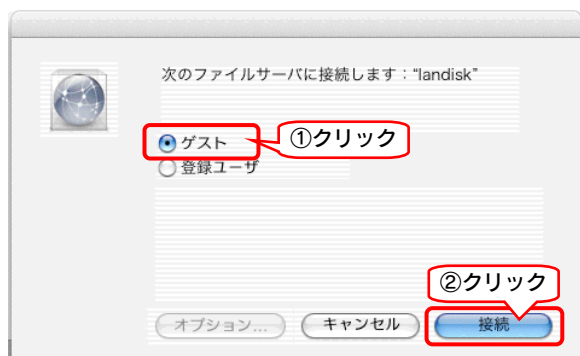 次のファイルサーバに接続します：“landisk”
ゲスト
①クリック
登録ユーザ
②クリック
オプション...
キャンセル
接続